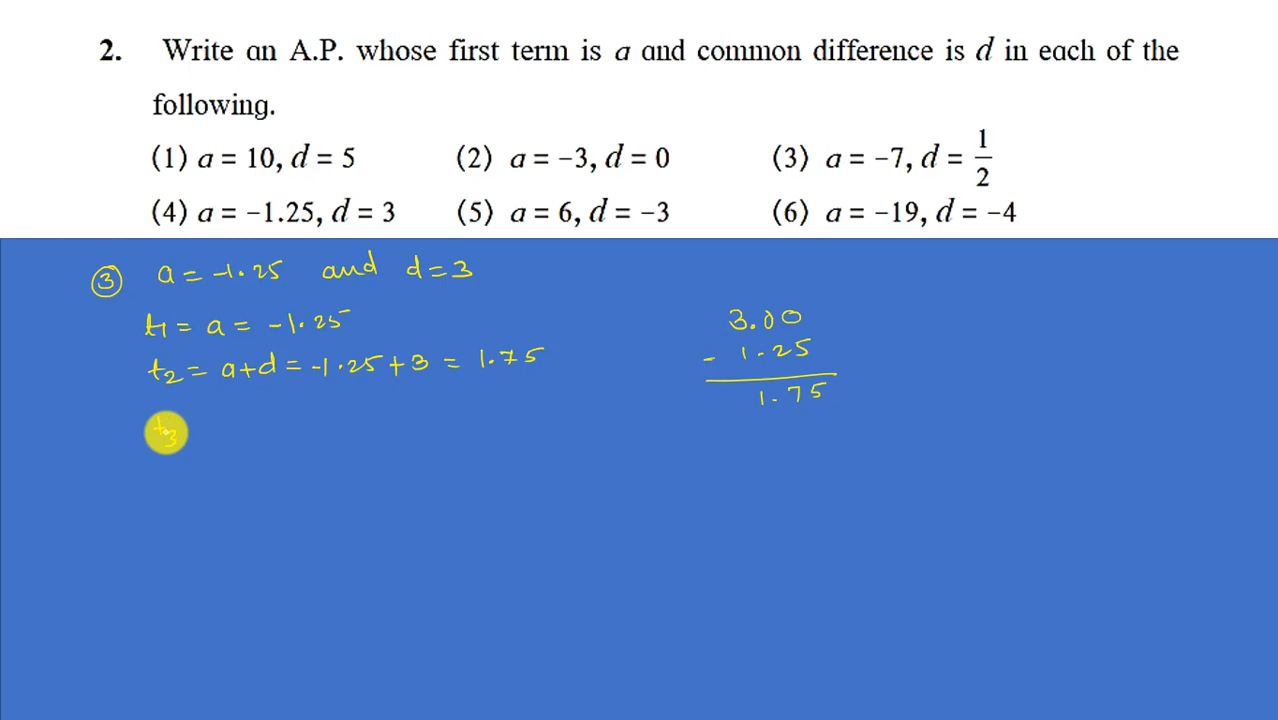 2. Write an A.P. whose first term is a and common difference is d in each of the
following.
(1) a = 10, d = 5 (2) a = –3, d = 0 (3) a = –7, d = 1/2
(4) a = –1.25, d = 3 (5) a = 6, d = –3 (6) a = –19, d = –4
③ a = -1.25 and d = 3
t1 = a = -1.25
t2 = a+d = -1.25+3 = 1.75
t3
3.00
- 1.25
1.75